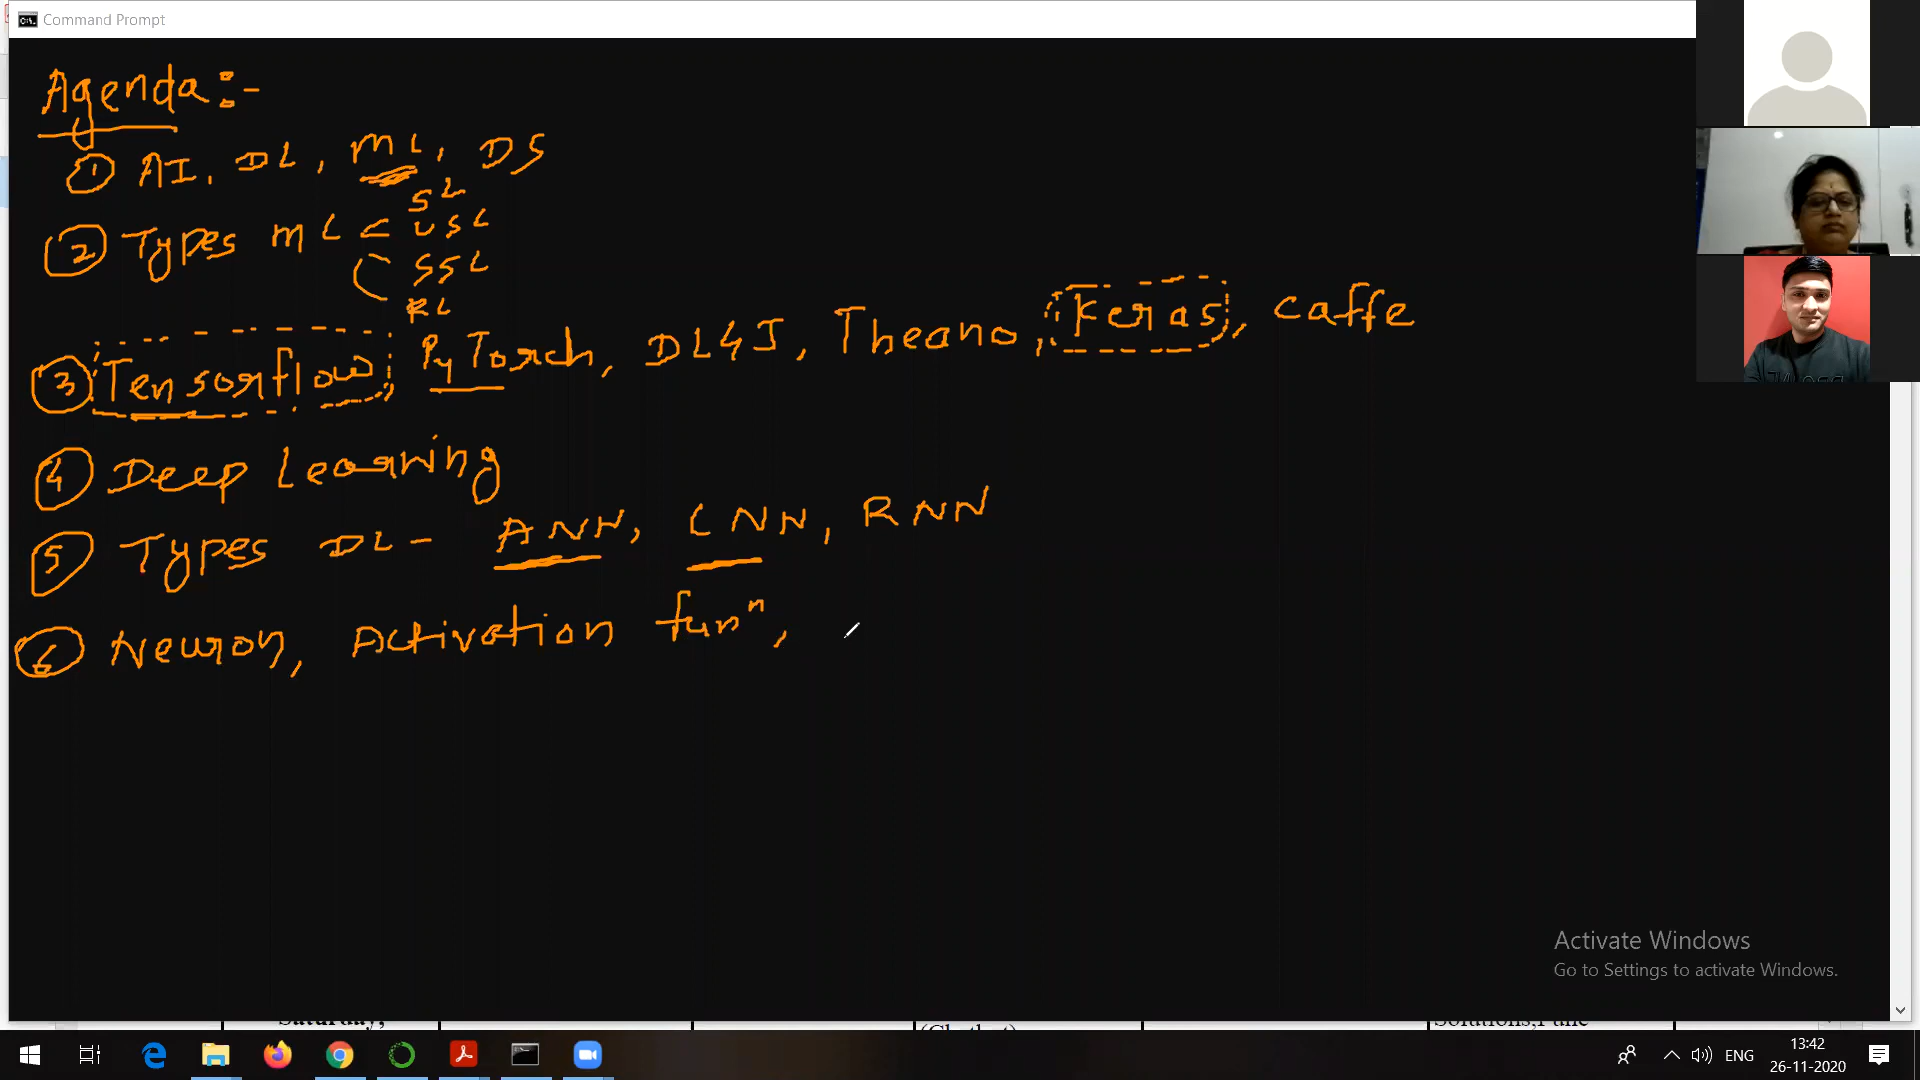 Command Prompt
Agenda:-
① AI, DL, ML, DS
② Types ML < SL
USL
SSL
RL
③ Tensorflow, PyTorch, DL4J, Theano, Keras, caffe
④ Deep Learning
⑤ Types DL - ANN, CNN, RNN
⑥ Neuron, Activation funⁿ,
Activate Windows
Go to Settings to activate Windows.
Saturday,
ENG
13:42
26-11-2020